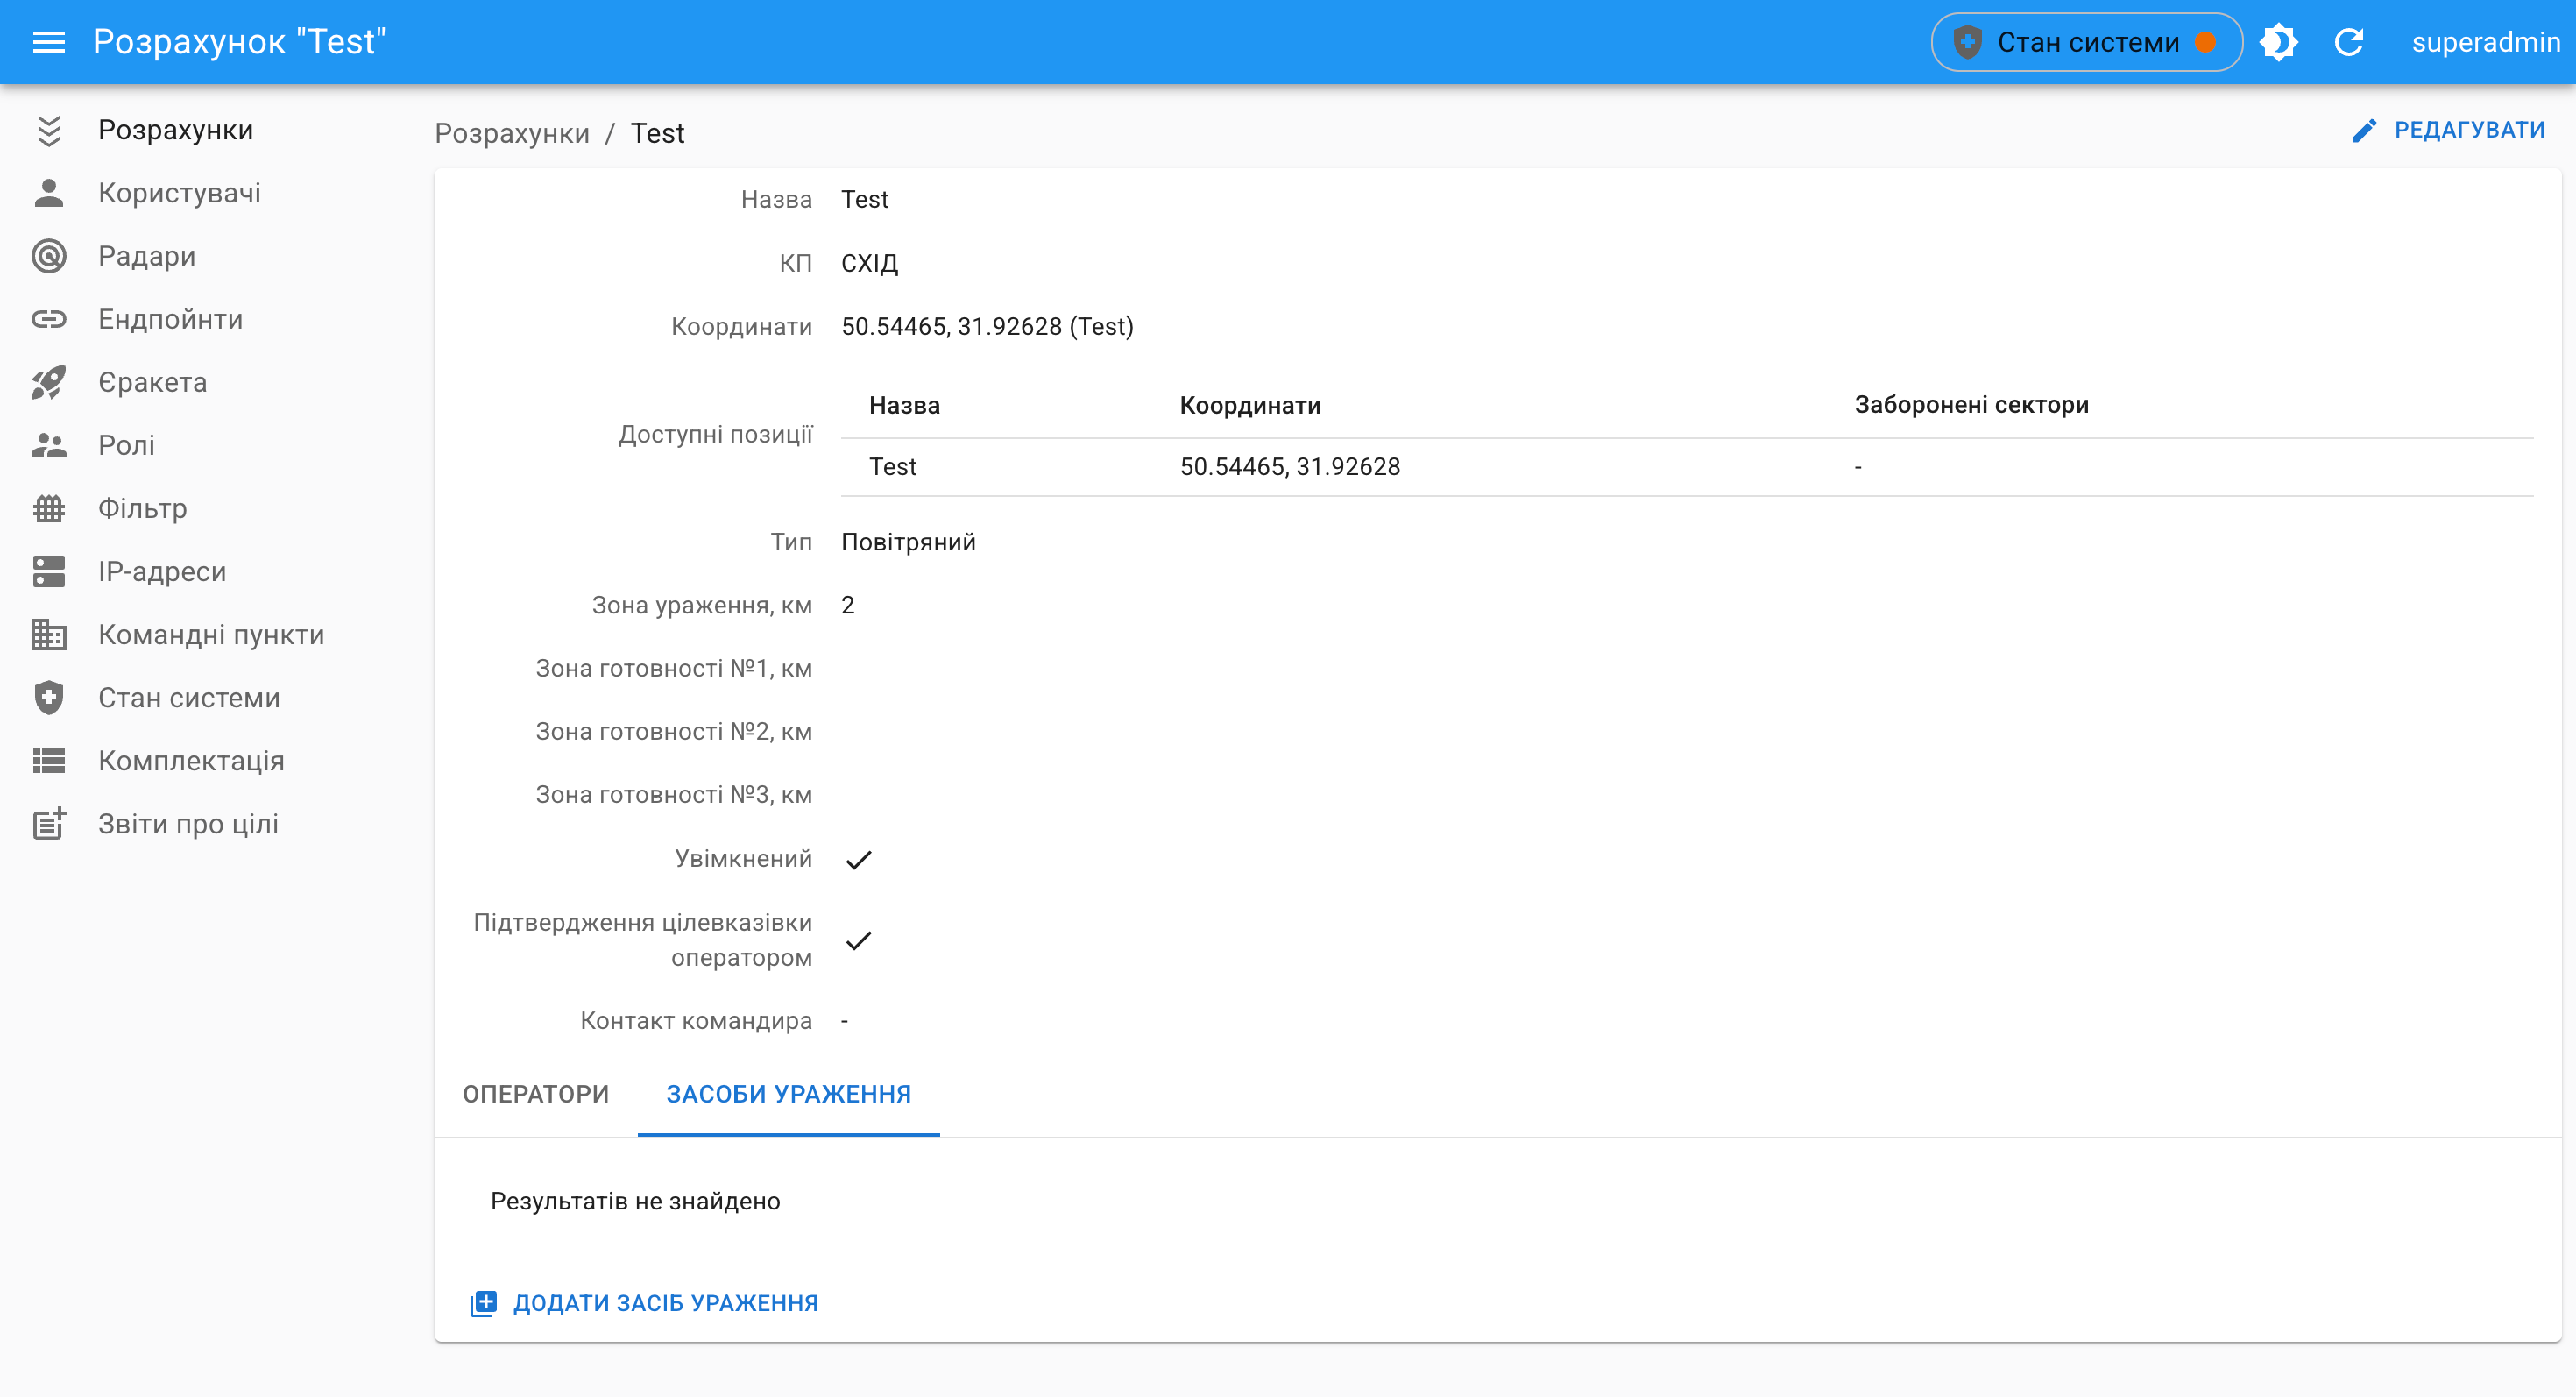 Розрахунок "Test"
Стан системи
superadmin
Розрахунки
Користувачі
Радари
Ендпойнти
Єракета
Ролі
Фільтр
IP-адреси
Командні пункти
Стан системи
Комплектація
Звіти про цілі
Розрахунки / Test
РЕДАГУВАТИ
Назва Test
КП СХІД
Координати 50.54465, 31.92628 (Test)
Доступні позиції
Назва Координати Заборонені сектори
Test 50.54465, 31.92628 -
Тип Повітряний
Зона ураження, км 2
Зона готовності №1, км
Зона готовності №2, км
Зона готовності №3, км
Увімкнений
Підтвердження цілевказівки
оператором
Контакт командира -
ОПЕРАТОРИ ЗАСОБИ УРАЖЕННЯ
Результатів не знайдено
ДОДАТИ ЗАСІБ УРАЖЕННЯ